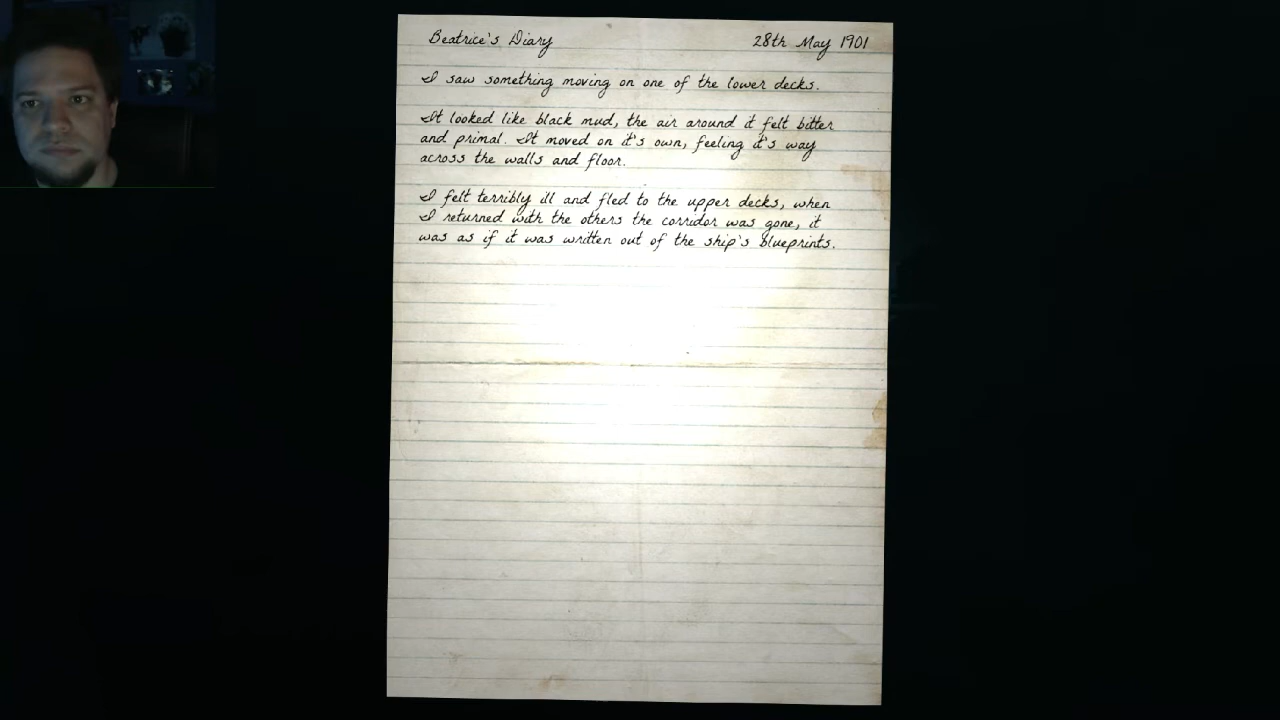 Beatrice's Diary
28th May 1901
I saw something moving on one of the lower decks.
It looked like black mud, the air around it felt bitter
and primal. It moved on it's own, feeling it's way
across the walls and floor.
I felt terribly ill and fled to the upper decks, when
I returned with the others the corridor was gone, it
was as if it was written out of the ship's blueprints.